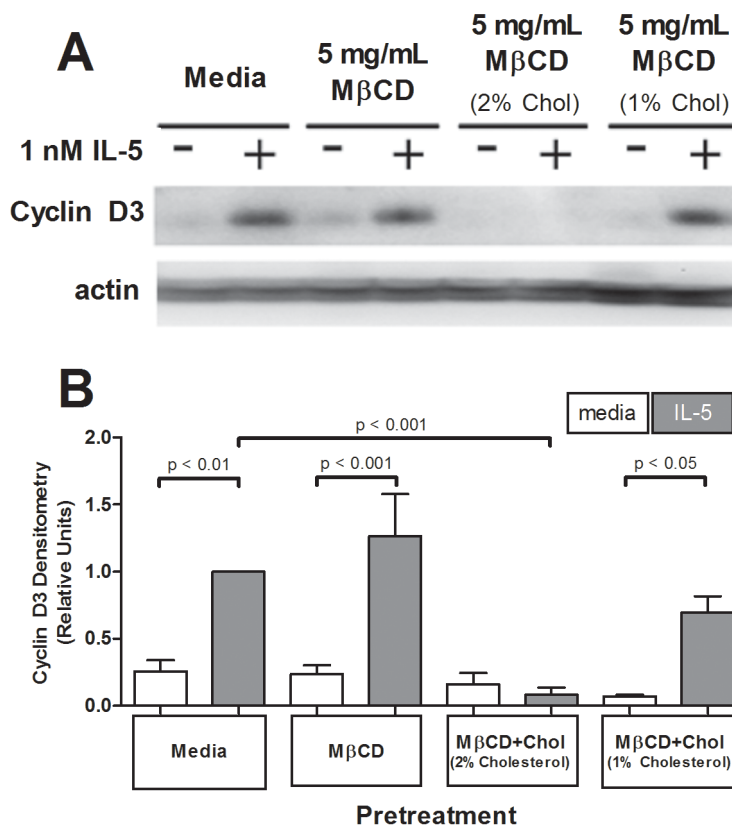 A
Media
5 mg/mL
MβCD
5 mg/mL
MβCD
(2% Chol)
5 mg/mL
MβCD
(1% Chol)
1 nM IL-5 - + - + - + - +
Cyclin D3
actin
B
media IL-5
p < 0.001
p < 0.01 p < 0.001 p < 0.05
Cyclin D3 Densitometry
(Relative Units)
2.0
1.5
1.0
0.5
0.0
Media
MβCD
MβCD+Chol
(2% Cholesterol)
MβCD+Chol
(1% Cholesterol)
Pretreatment